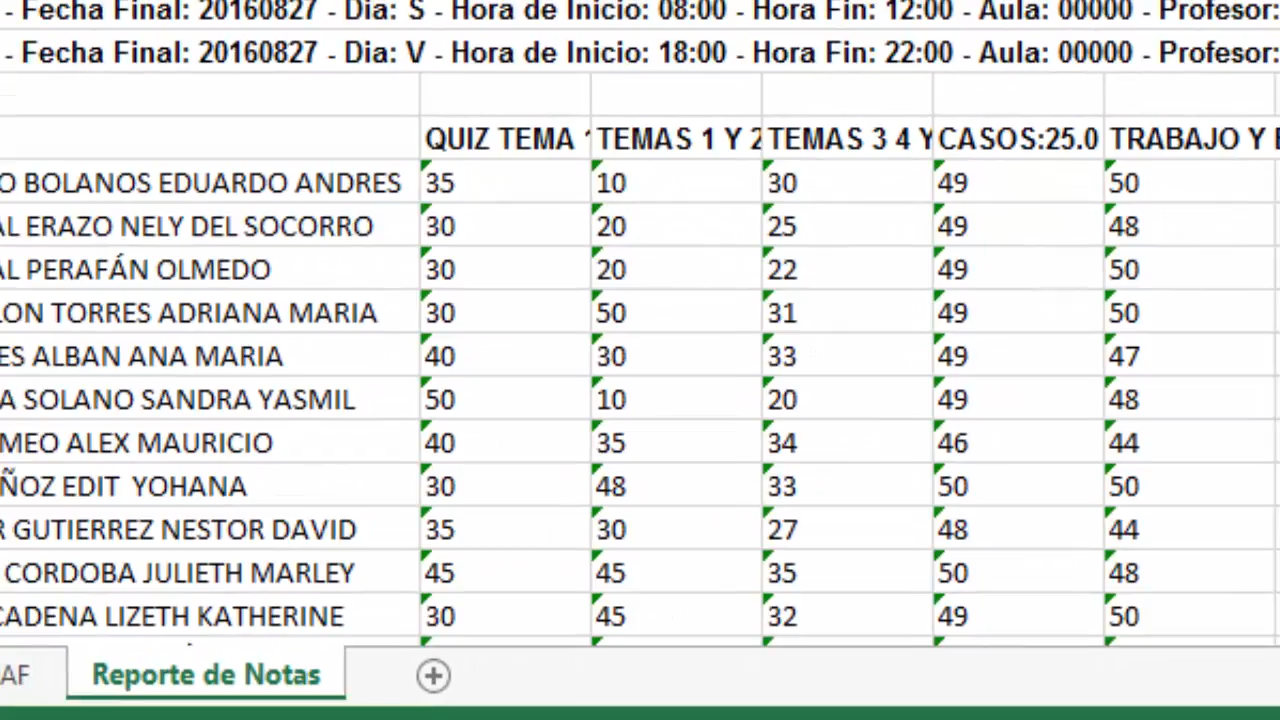 - Fecha Final: 20160827 - Dia: S - Hora de Inicio: 08:00 - Hora Fin: 12:00 - Aula: 00000 - Profesor:
- Fecha Final: 20160827 - Dia: V - Hora de Inicio: 18:00 - Hora Fin: 22:00 - Aula: 00000 - Profesor:
QUIZ TEMA TEMAS 1 Y 2 TEMAS 3 4 Y CASOS:25.0 TRABAJO Y
O BOLANOS EDUARDO ANDRES 35 10 30 49 50
AL ERAZO NELY DEL SOCORRO 30 20 25 49 48
AL PERAFÁN OLMEDO 30 20 22 49 50
LON TORRES ADRIANA MARIA 30 50 31 49 50
ES ALBAN ANA MARIA 40 30 33 49 47
A SOLANO SANDRA YASMIL 50 10 20 49 48
MEO ALEX MAURICIO 40 35 34 46 44
ÑOZ EDIT YOHANA 30 48 33 50 50
R GUTIERREZ NESTOR DAVID 35 30 27 48 44
CORDOBA JULIETH MARLEY 45 45 35 50 48
CADENA LIZETH KATHERINE 30 45 32 49 50
AF Reporte de Notas